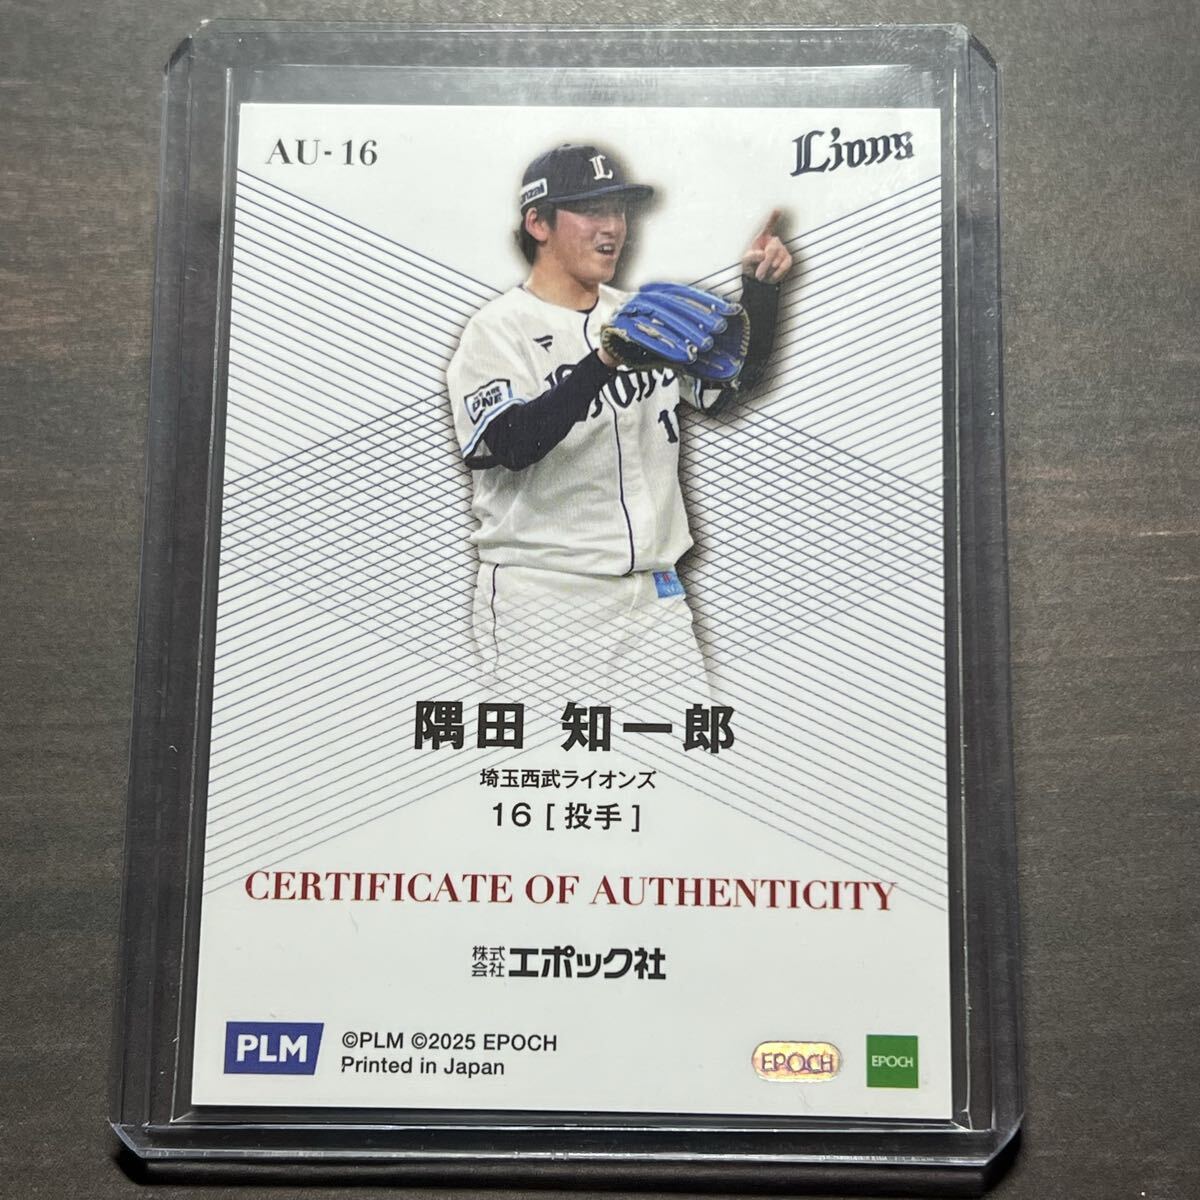 AU-16
Lions
L
16
隅田 知一郎
埼玉西武ライオンズ
16 [ 投手 ]
CERTIFICATE OF AUTHENTICITY
株式会社エポック社
PLM
©PLM ©2025 EPOCH
Printed in Japan
EPOCH
EPOCH